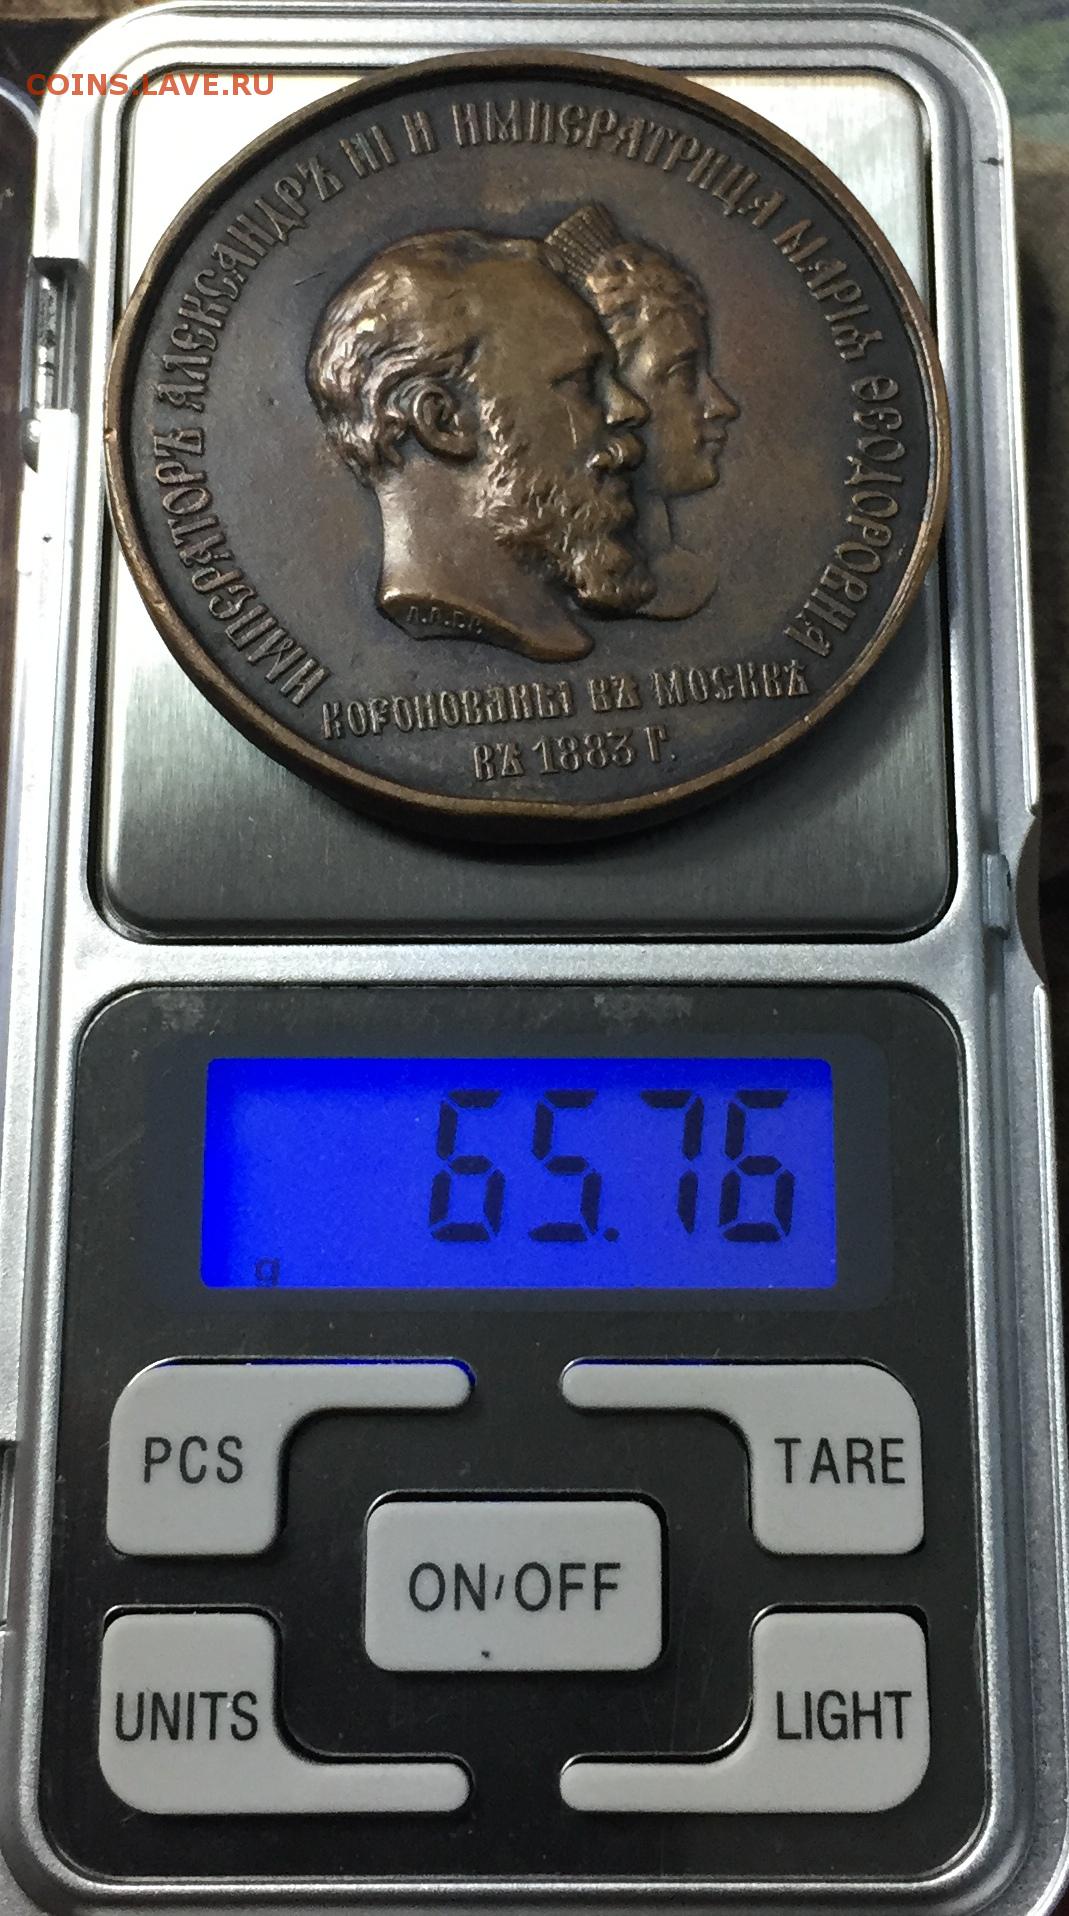 COINS.LAVE.RU
ИМПЕРАТОРЪ АЛЕКСАНДРЪ III И ИМПЕРАТРИЦА МАРІѦ ѲЕОДОРОВНА
КОРОНОВАНЫ ВЪ МОСКВѢ
ВЪ 1883 Г.
65.76
g
PCS
TARE
ON/OFF
UNITS
LIGHT